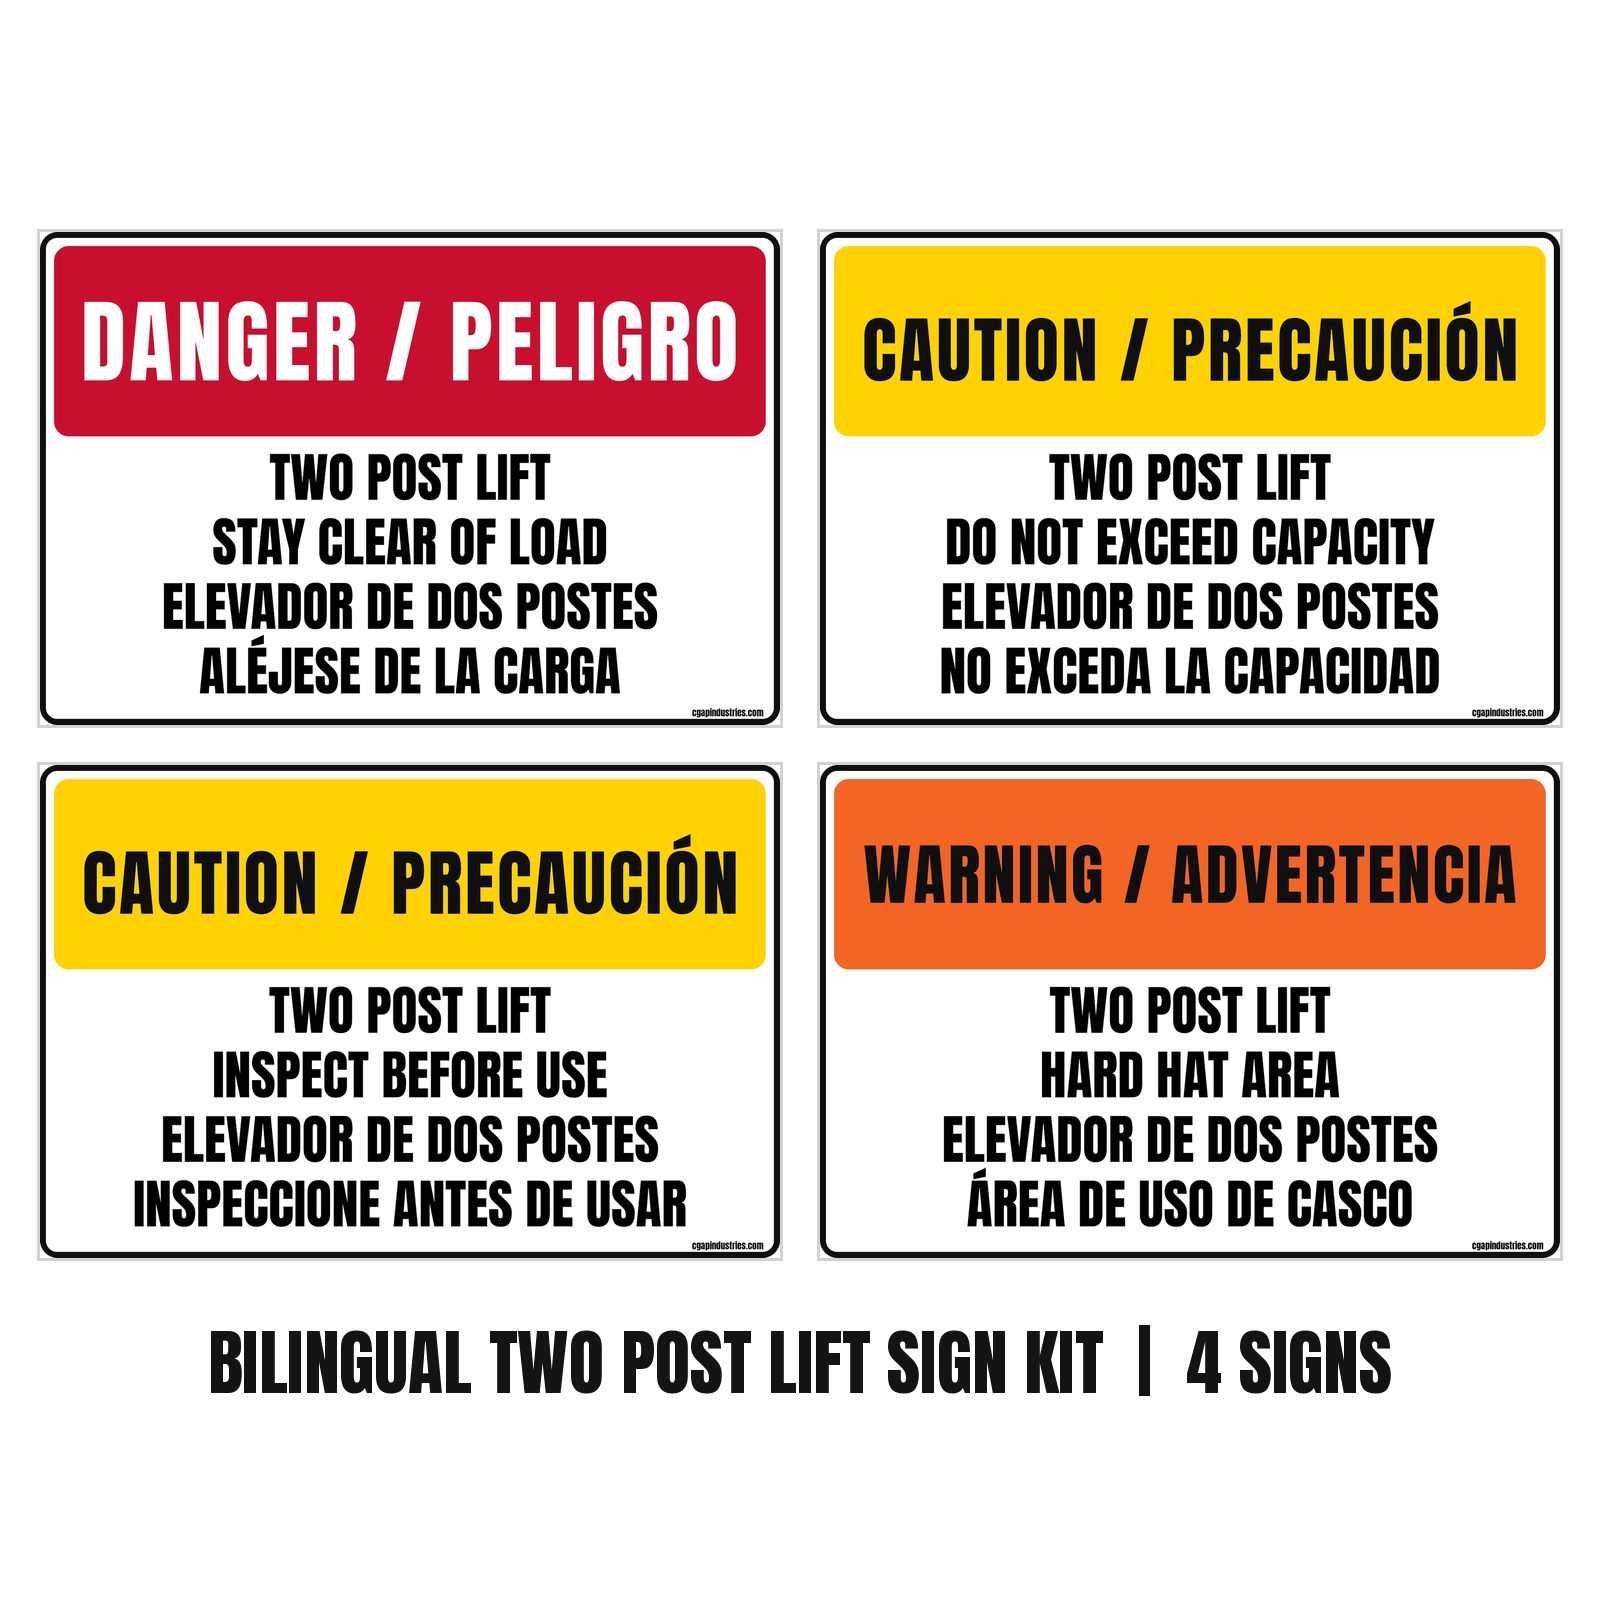 DANGER / PELIGRO
TWO POST LIFT
STAY CLEAR OF LOAD
ELEVADOR DE DOS POSTES
ALÉJESE DE LA CARGA
cgapindustries.com
CAUTION / PRECAUCIÓN
TWO POST LIFT
DO NOT EXCEED CAPACITY
ELEVADOR DE DOS POSTES
NO EXCEDA LA CAPACIDAD
cgapindustries.com
CAUTION / PRECAUCIÓN
TWO POST LIFT
INSPECT BEFORE USE
ELEVADOR DE DOS POSTES
INSPECCIONE ANTES DE USAR
cgapindustries.com
WARNING / ADVERTENCIA
TWO POST LIFT
HARD HAT AREA
ELEVADOR DE DOS POSTES
ÁREA DE USO DE CASCO
cgapindustries.com
BILINGUAL TWO POST LIFT SIGN KIT | 4 SIGNS